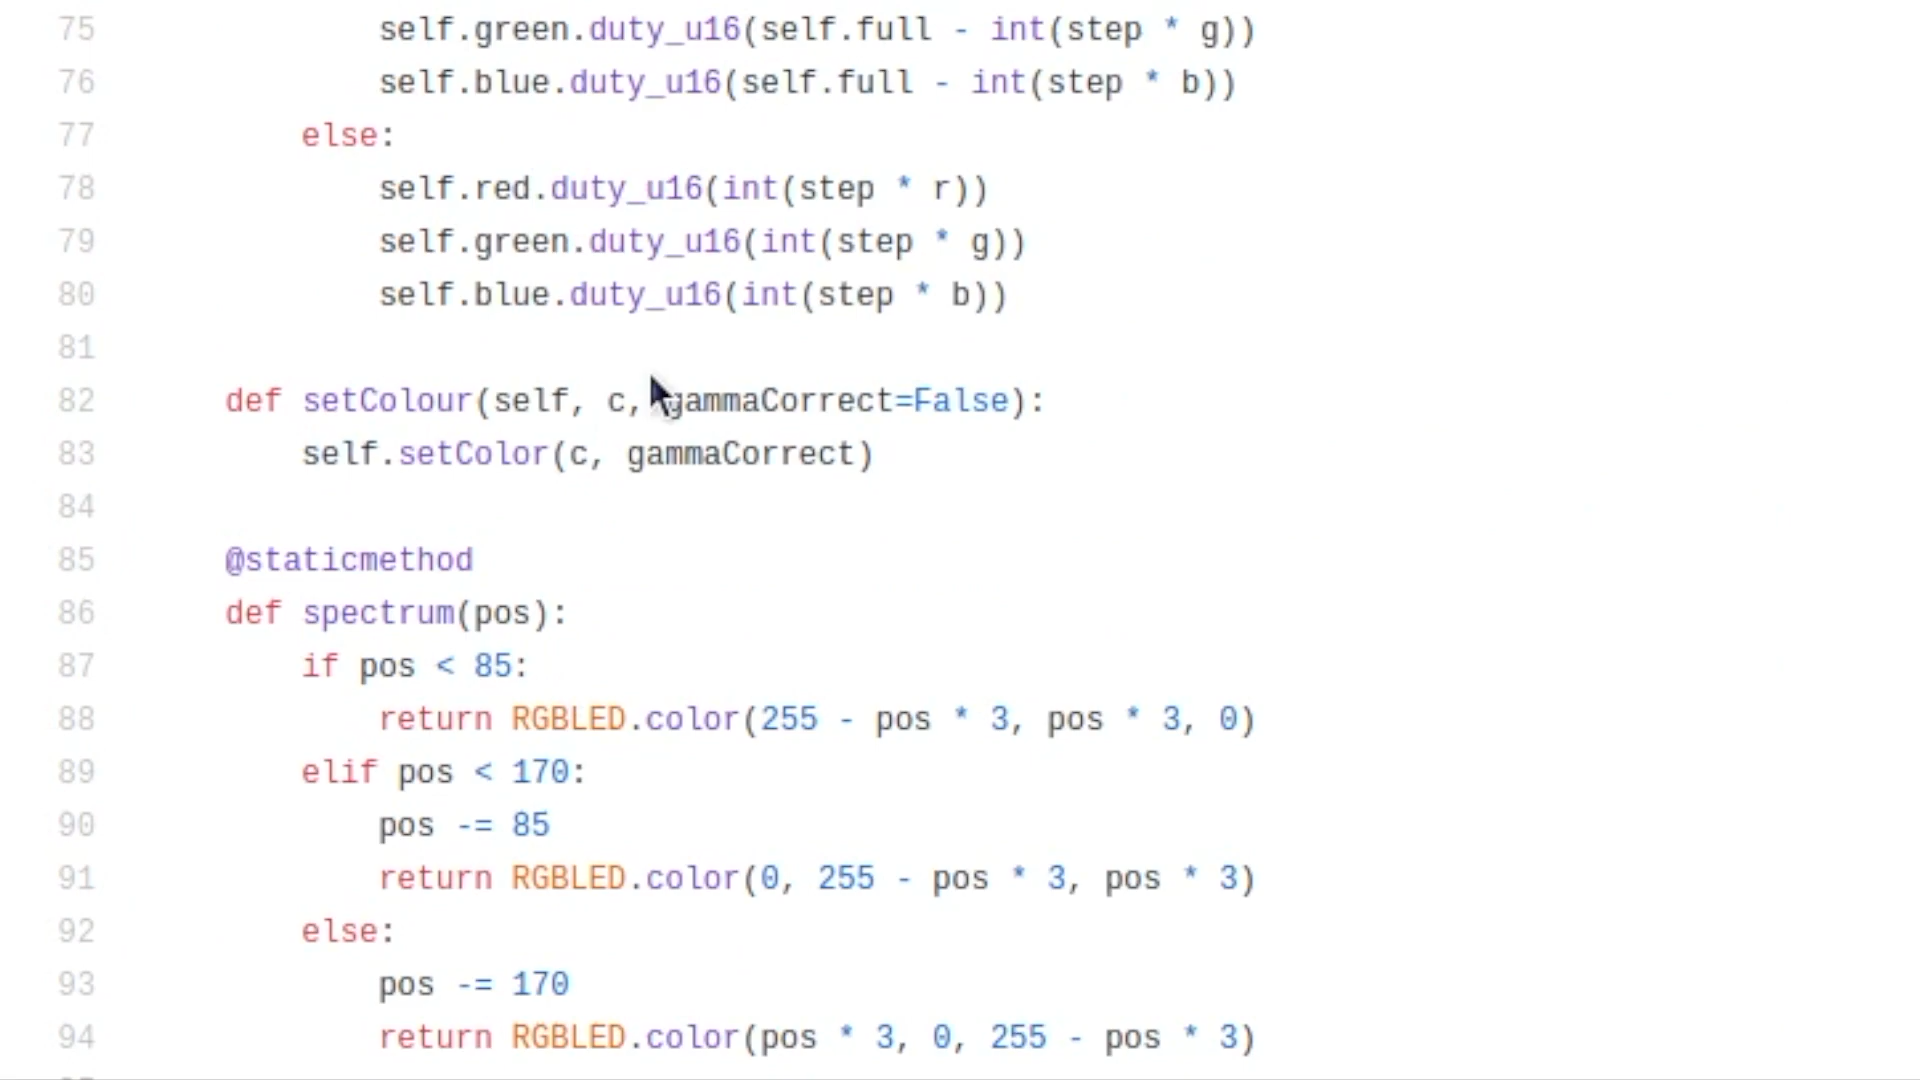 75 self.green.duty_u16(self.full - int(step * g))
76 self.blue.duty_u16(self.full - int(step * b))
77 else:
78 self.red.duty_u16(int(step * r))
79 self.green.duty_u16(int(step * g))
80 self.blue.duty_u16(int(step * b))
81
82 def setColour(self, c, gammaCorrect=False):
83 self.setColor(c, gammaCorrect)
84
85 @staticmethod
86 def spectrum(pos):
87 if pos < 85:
88 return RGBLED.color(255 - pos * 3, pos * 3, 0)
89 elif pos < 170:
90 pos -= 85
91 return RGBLED.color(0, 255 - pos * 3, pos * 3)
92 else:
93 pos -= 170
94 return RGBLED.color(pos * 3, 0, 255 - pos * 3)